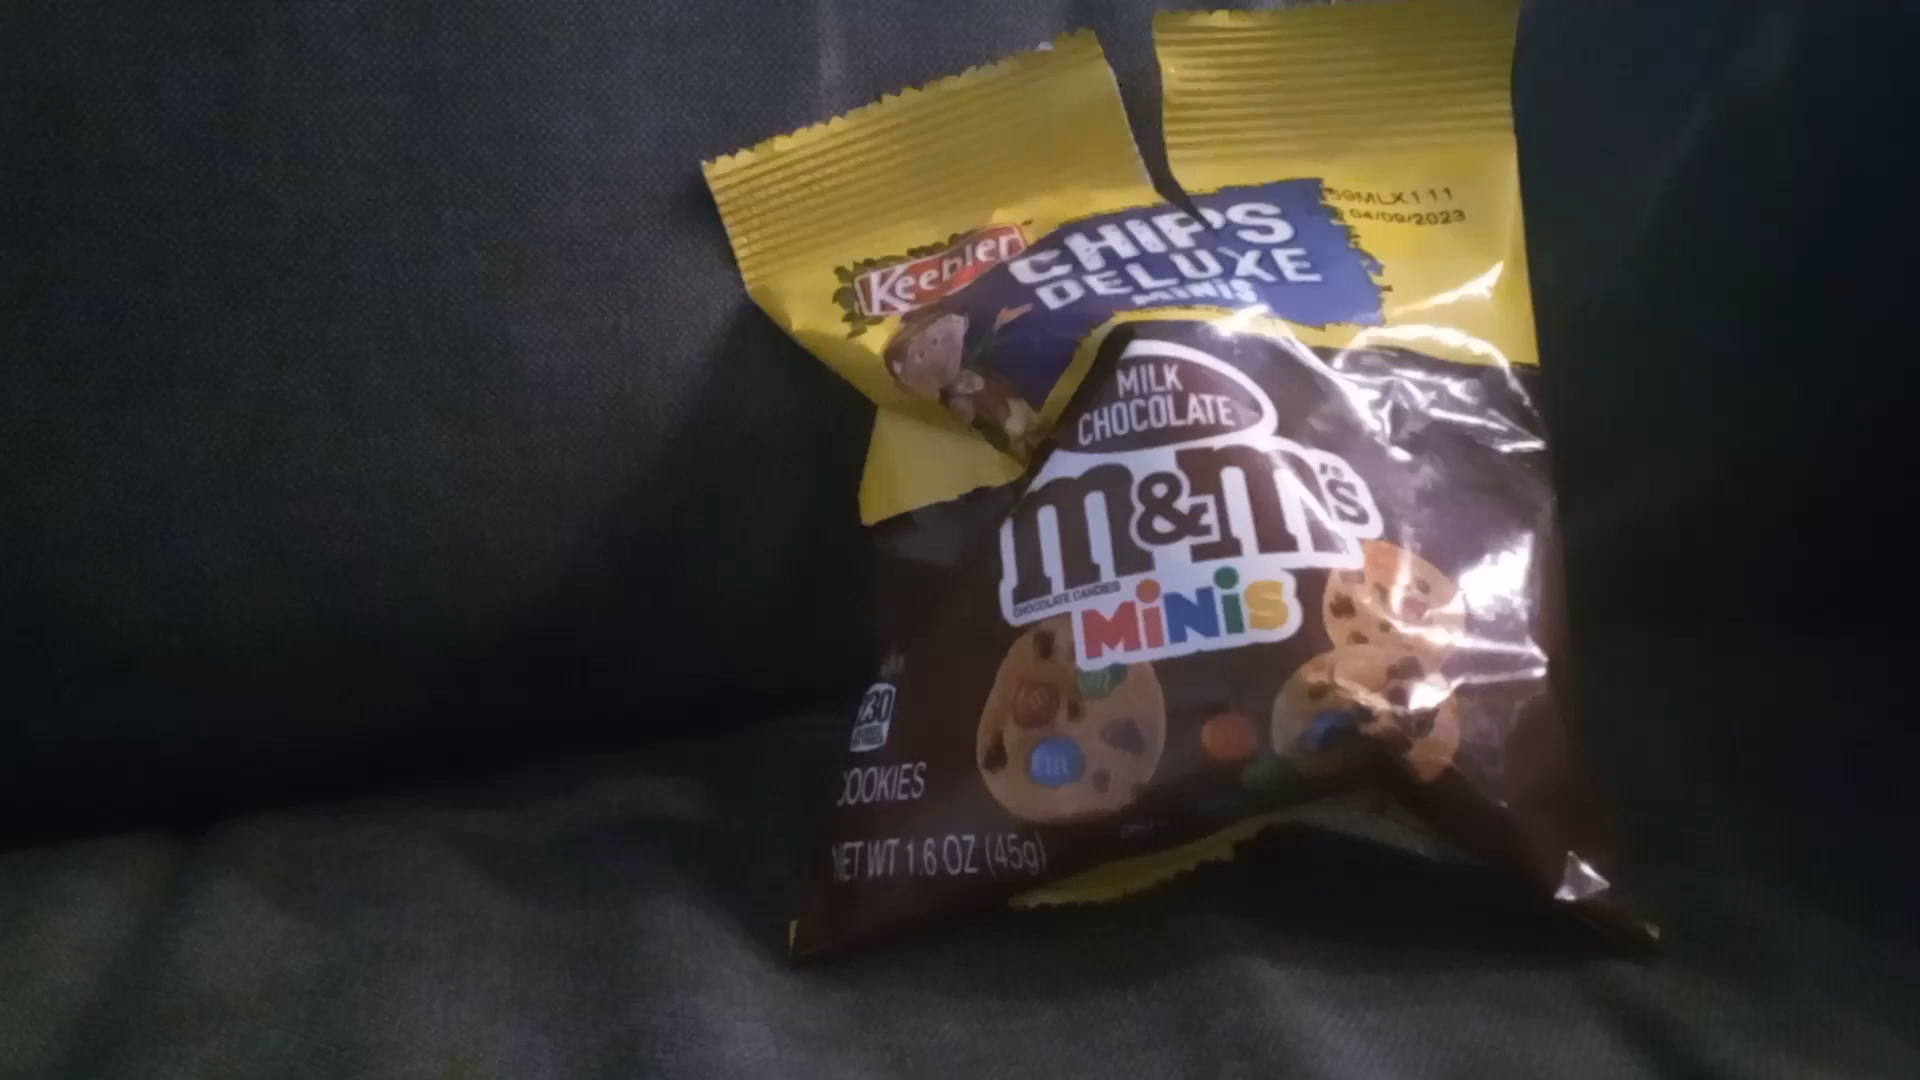 59MLX111
04/09/2023
Keebler
CHIPS
DELUXE
MINIS
MILK
CHOCOLATE
m&m's
CHOCOLATE CANDIES
MINIS
230
COOKIES
NET WT 1.6 OZ (45g)